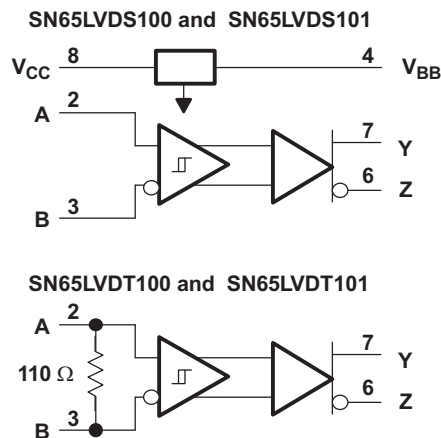 SN65LVDS100 and SN65LVDS101
VCC 8 4 VBB
A 2
7 Y
6 Z
B 3
SN65LVDT100 and SN65LVDT101
A 2
7 Y
110 Ω
6 Z
B 3